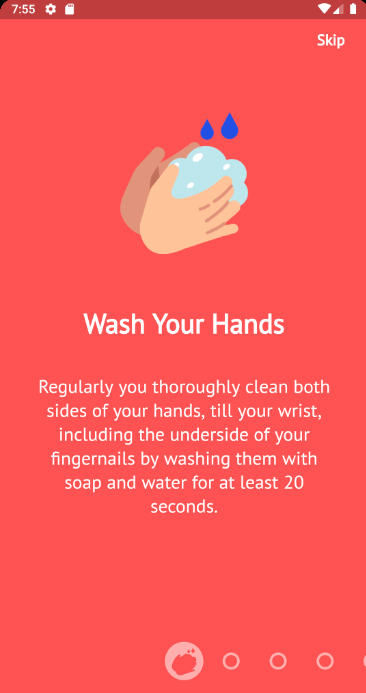 7:55
Skip
Wash Your Hands
Regularly you thoroughly clean both
sides of your hands, till your wrist,
including the underside of your
fingernails by washing them with
soap and water for at least 20
seconds.